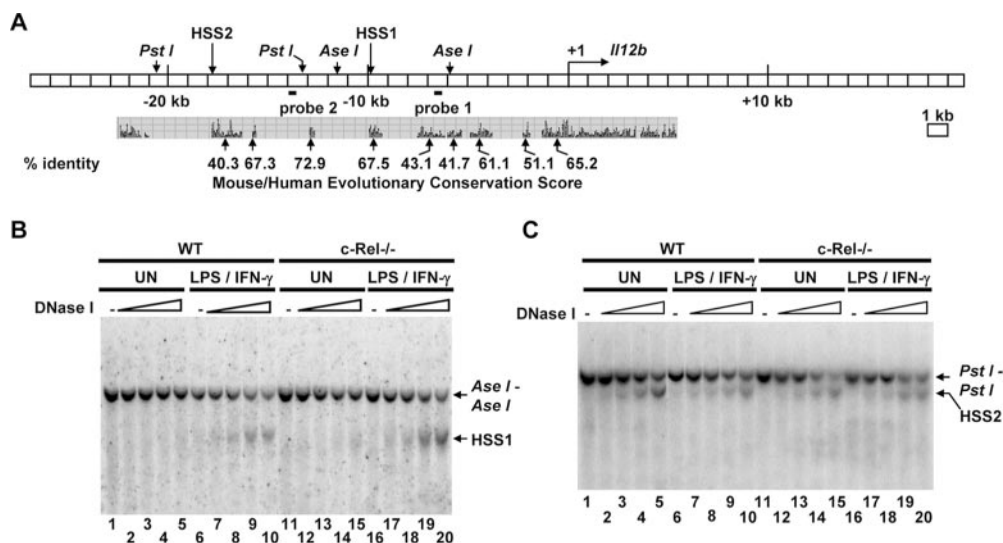 A
HSS2 HSS1
Pst I Pst I Ase I Ase I +1 Il12b
-20 kb -10 kb +10 kb
probe 2 probe 1
1 kb
% identity 40.3 67.3 72.9 67.5 43.1 41.7 61.1 51.1 65.2
Mouse/Human Evolutionary Conservation Score
B
WT c-Rel-/-
UN LPS / IFN-γ UN LPS / IFN-γ
DNase I - - - -
Ase I -
Ase I
HSS1
1 3 5 7 9 11 13 15 17 19
2 4 6 8 10 12 14 16 18 20
C
WT c-Rel-/-
UN LPS / IFN-γ UN LPS / IFN-γ
DNase I - - - -
Pst I -
Pst I
HSS2
1 3 5 7 9 11 13 15 17 19
2 4 6 8 10 12 14 16 18 20